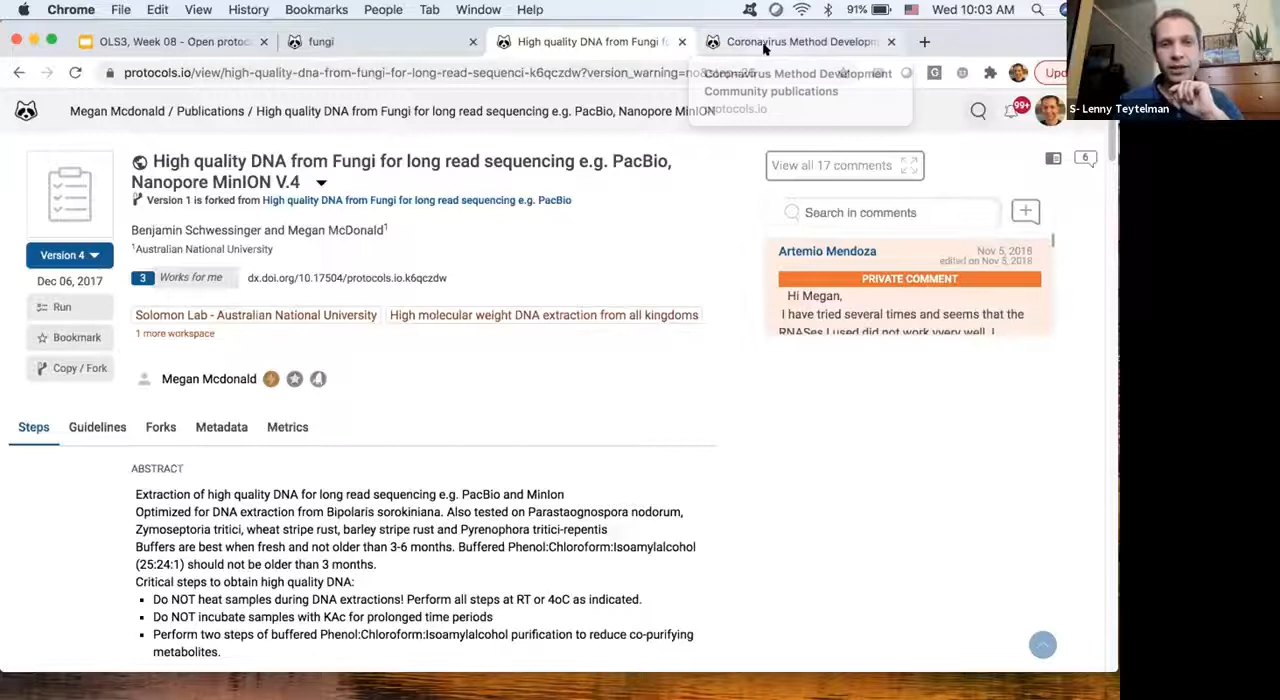 Chrome File Edit View History Bookmarks People Tab Window Help 91% Wed 10:03 AM
OLS3, Week 08 - Open protoc
fungi
High quality DNA from Fungi f
Coronavirus Method Developm
protocols.io/view/high-quality-dna-from-fungi-for-long-read-sequenci-k6qczdw?version_warning=no
Coronavirus Method Development
Community publications
protocols.io
G
Upd
Megan Mcdonald / Publications / High quality DNA from Fungi for long read sequencing e.g. PacBio, Nanopore MinION
99+
S- Lenny Teytelman
High quality DNA from Fungi for long read sequencing e.g. PacBio,
Nanopore MinION V.4
Version 1 is forked from High quality DNA from Fungi for long read sequencing e.g. PacBio
Benjamin Schwessinger and Megan McDonald1
1Australian National University
3 Works for me dx.doi.org/10.17504/protocols.io.k6qczdw
Solomon Lab - Australian National University High molecular weight DNA extraction from all kingdoms
1 more workspace
Megan Mcdonald
Version 4
Dec 06, 2017
Run
Bookmark
Copy / Fork
View all 17 comments
6
Search in comments
Artemio Mendoza Nov 5, 2018
edited on Nov 5, 2018
PRIVATE COMMENT
Hi Megan,
I have tried several times and seems that the
RNASes I used did not work vvery well. I
Steps Guidelines Forks Metadata Metrics
ABSTRACT
Extraction of high quality DNA for long read sequencing e.g. PacBio and MinIon
Optimized for DNA extraction from Bipolaris sorokiniana. Also tested on Parastaognospora nodorum,
Zymoseptoria tritici, wheat stripe rust, barley stripe rust and Pyrenophora tritici-repentis
Buffers are best when fresh and not older than 3-6 months. Buffered Phenol:Chloroform:Isoamylalcohol
(25:24:1) should not be older than 3 months.
Critical steps to obtain high quality DNA:
Do NOT heat samples during DNA extractions! Perform all steps at RT or 4oC as indicated.
Do NOT incubate samples with KAc for prolonged time periods
Perform two steps of buffered Phenol:Chloroform:Isoamylalcohol purification to reduce co-purifying
metabolites.